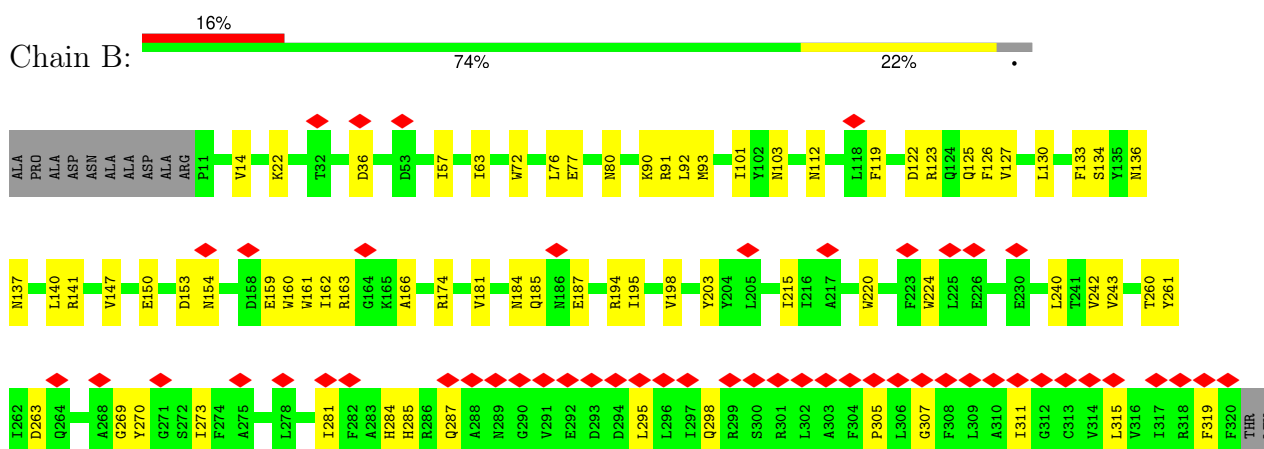 16%
Chain B:
74% 22% •
ALA PRO ALA ASP ASN ALA ALA ASP ALA ARG P11 V14 K22 T32 D36 D53 I57 I63 W72 L76 E77 N80 K90 R91 L92 M93 I101 Y102 N103 N112 L118 F119 D122 R123 Q124 Q125 F126 V127 L130 F133 S134 Y135 N136
N137 L140 R141 V147 E150 D153 N154 D158 E159 W160 W161 I162 R163 G164 K165 A166 R174 V181 N184 Q185 N186 E187 R194 I195 V198 Y203 Y204 L205 I215 I216 A217 W220 F223 W224 L225 E226 E230 L240 T241 V242 V243 T260 Y261
I262 D263 Q264 A268 G269 Y270 G271 S272 I273 F274 A275 L278 I281 F282 A283 H284 H285 R286 Q287 A288 N289 G290 V291 E292 D293 D294 L295 L296 I297 Q298 R299 S300 R301 L302 A303 F304 P305 L306 G307 F308 L309 A310 I311 G312 C313 V314 L315 V316 I317 R318 F319 F320 THR